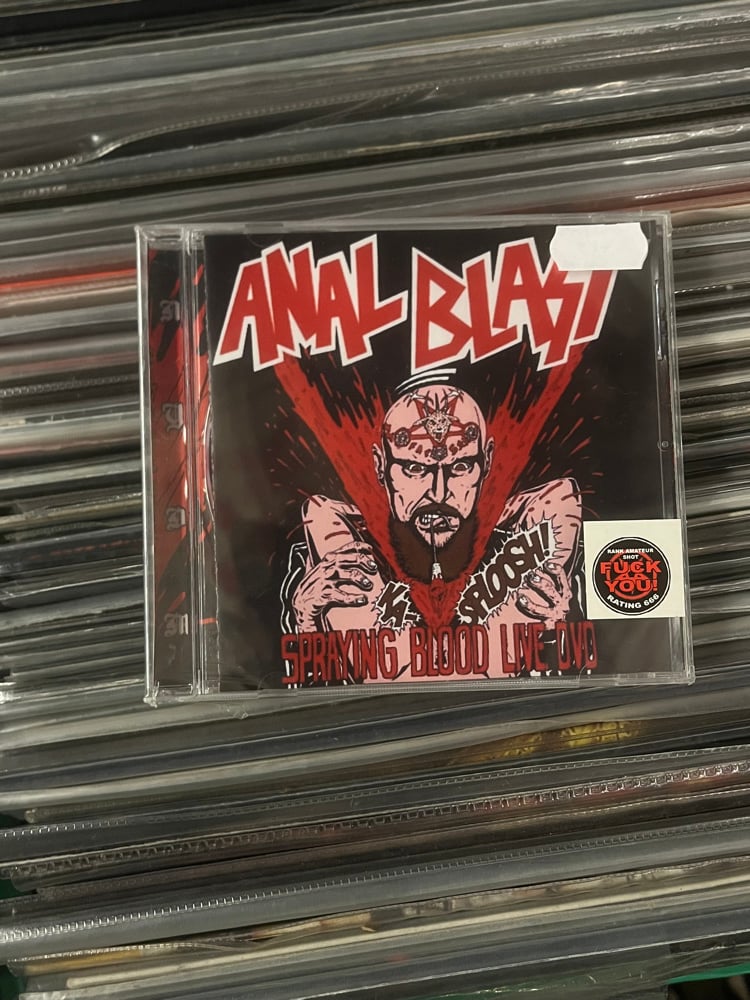 ANAL BLAST
SPLOOSH!
SPRAYING BLOOD LIVE DVD
RANK AMATEUR
SHOT
FUCK
YOU!
RATING 666